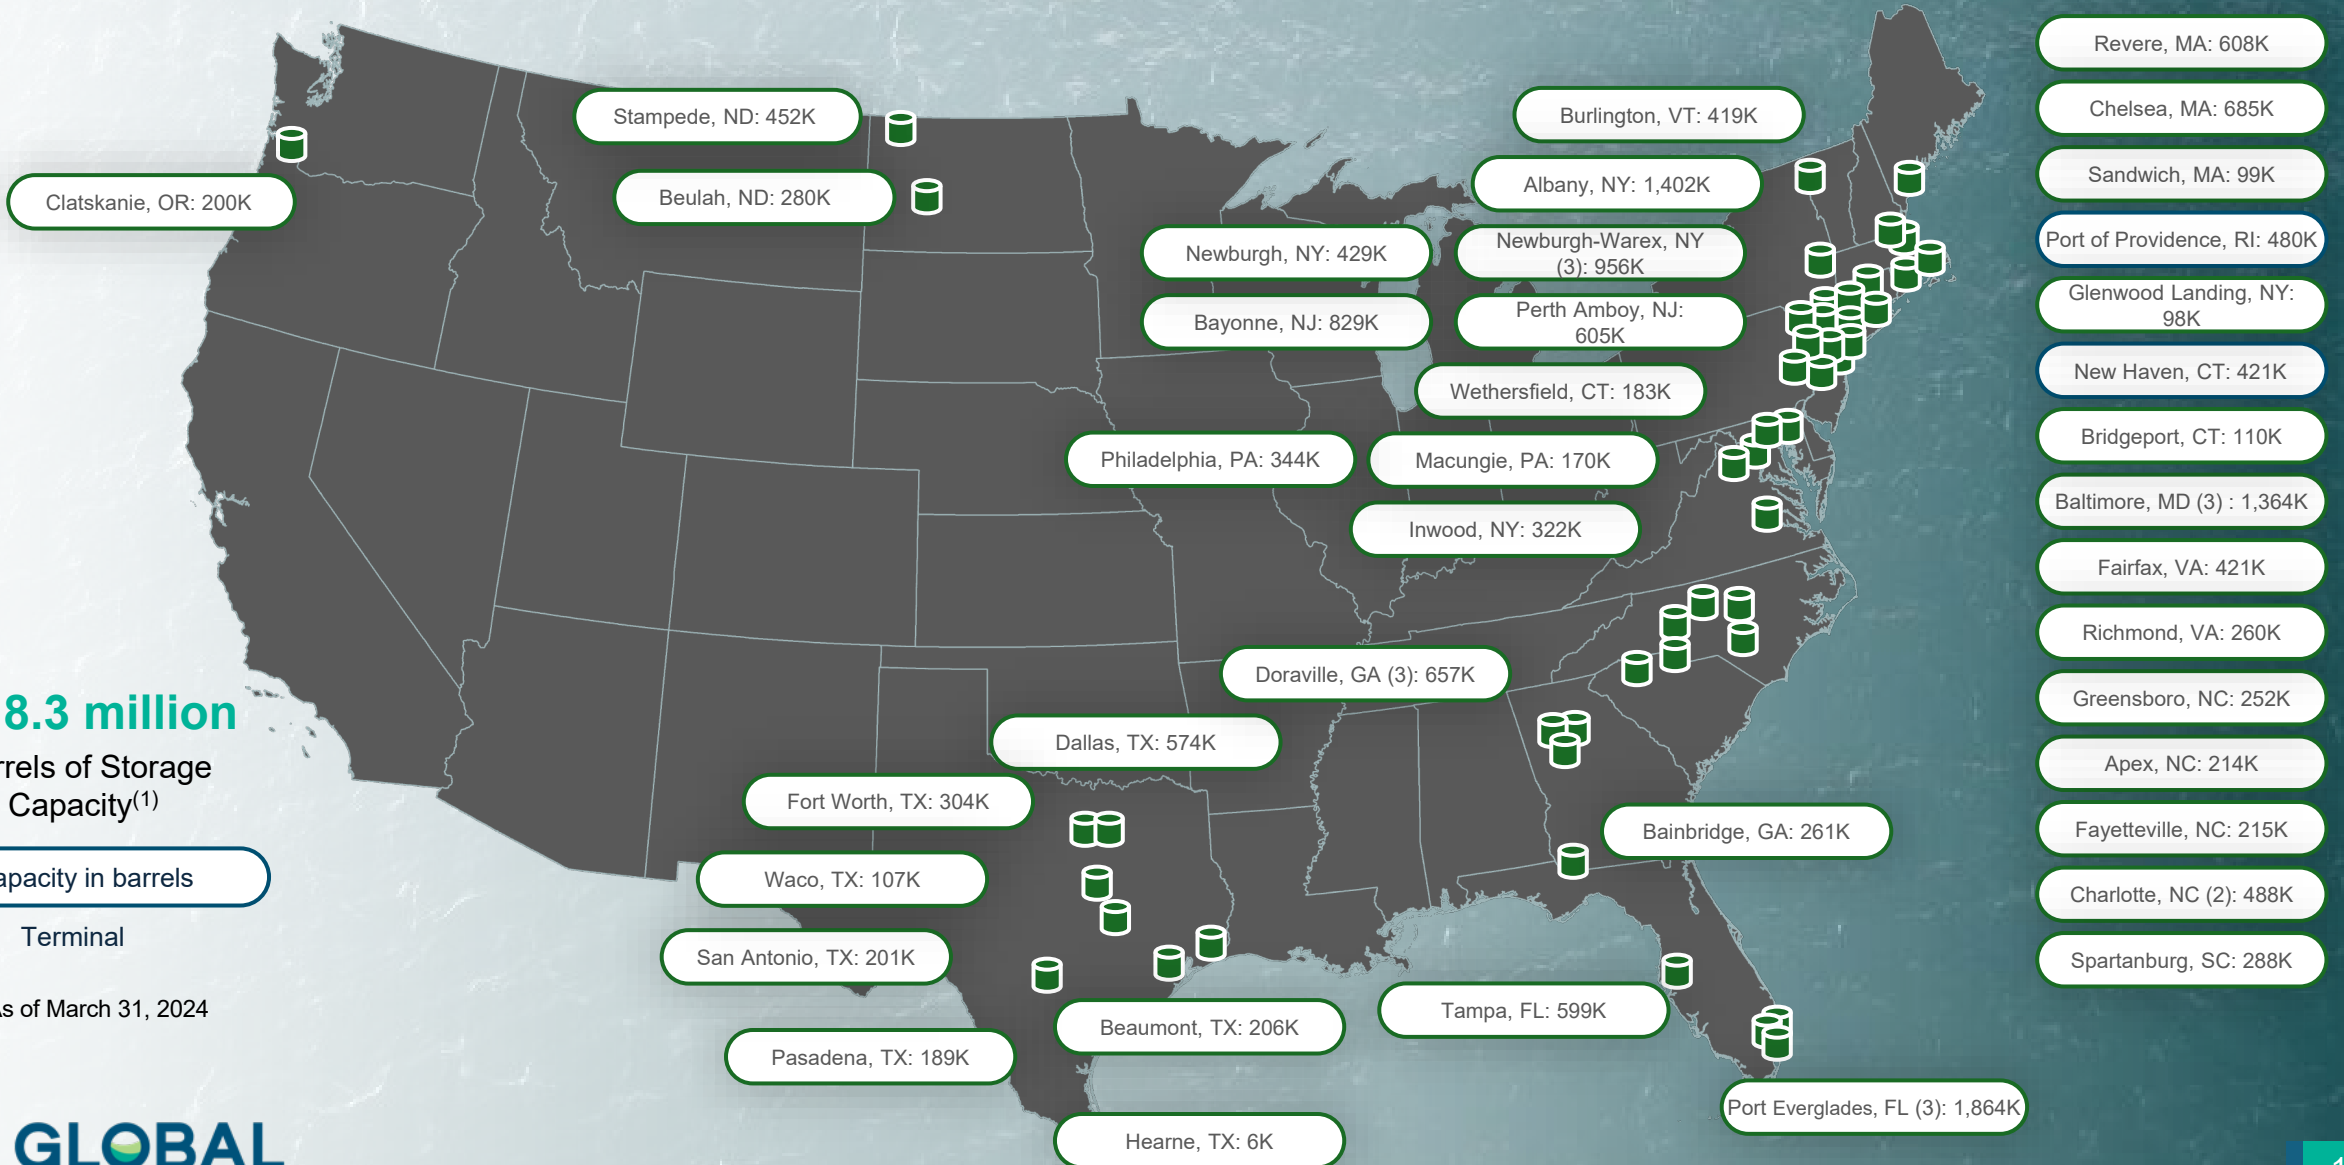 Revere, MA: 608K
Chelsea, MA: 685K
Sandwich, MA: 99K
Port of Providence, RI: 480K
Glenwood Landing, NY:
98K
New Haven, CT: 421K
Bridgeport, CT: 110K
Baltimore, MD (3) : 1,364K
Fairfax, VA: 421K
Richmond, VA: 260K
Greensboro, NC: 252K
Apex, NC: 214K
Fayetteville, NC: 215K
Charlotte, NC (2): 488K
Spartanburg, SC: 288K
Stampede, ND: 452K
Beulah, ND: 280K
Clatskanie, OR: 200K
Burlington, VT: 419K
Albany, NY: 1,402K
Newburgh, NY: 429K
Newburgh-Warex, NY
(3): 956K
Bayonne, NJ: 829K
Perth Amboy, NJ:
605K
Wethersfield, CT: 183K
Philadelphia, PA: 344K
Macungie, PA: 170K
Inwood, NY: 322K
Doraville, GA (3): 657K
Dallas, TX: 574K
Fort Worth, TX: 304K
Bainbridge, GA: 261K
Waco, TX: 107K
San Antonio, TX: 201K
Beaumont, TX: 206K
Tampa, FL: 599K
Pasadena, TX: 189K
Port Everglades, FL (3): 1,864K
Hearne, TX: 6K
8.3 million
rrels of Storage
Capacity(1)
apacity in barrels
Terminal
As of March 31, 2024
GLOBAL